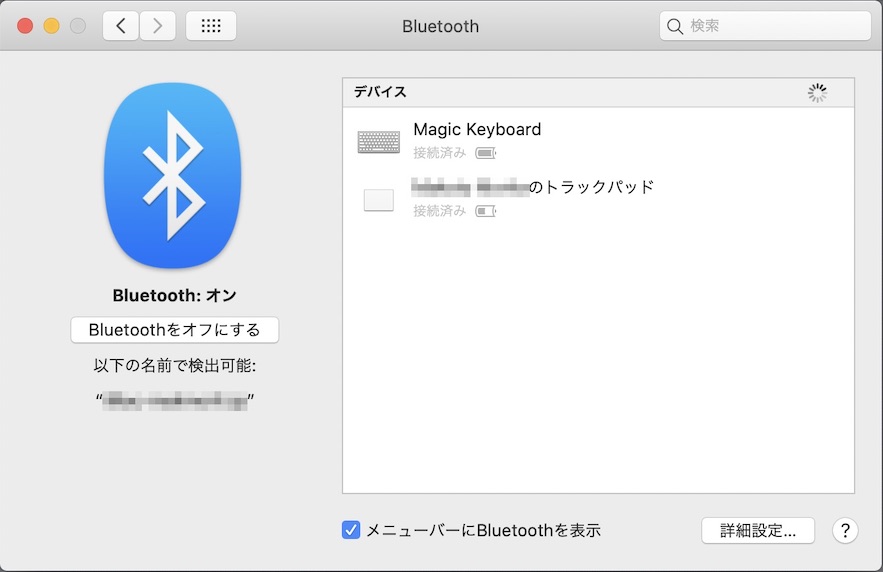 Bluetooth
検索
Bluetooth: オン
Bluetoothをオフにする
以下の名前で検出可能:
“ ”
デバイス
Magic Keyboard
接続済み
のトラックパッド
接続済み
メニューバーにBluetoothを表示
詳細設定...
?